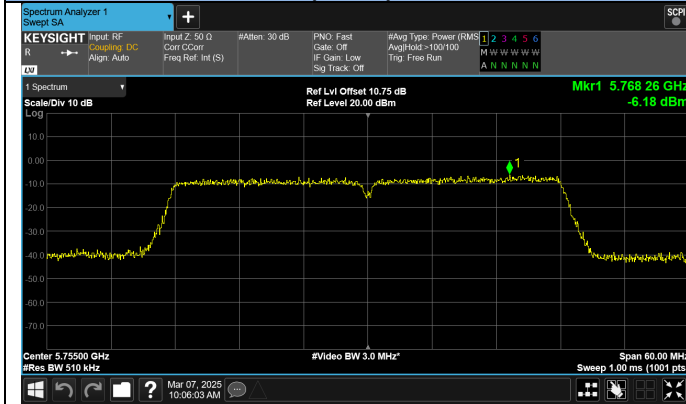 Spectrum Analyzer 1
Swept SA
SCPI
KEYSIGHT
R
LXI
Input: RF
Coupling: DC
Align: Auto
Input Z: 50 Ω
Corr CCorr
Freq Ref: Int (S)
#Atten: 30 dB
PNO: Fast
Gate: Off
IF Gain: Low
Sig Track: Off
#Avg Type: Power (RMS
Avg|Hold:>100/100
Trig: Free Run
1 2 3 4 5 6
M W W W W W
A N N N N N
1 Spectrum
Scale/Div 10 dB
Ref Lvl Offset 10.75 dB
Ref Level 20.00 dBm
Mkr1 5.768 26 GHz
-6.18 dBm
Log
10.0
0.00
-10.0
-20.0
-30.0
-40.0
-50.0
-60.0
-70.0
1
Center 5.75500 GHz
#Res BW 510 kHz
#Video BW 3.0 MHz*
Span 60.00 MHz
Sweep 1.00 ms (1001 pts
?
Mar 07, 2025
10:06:03 AM